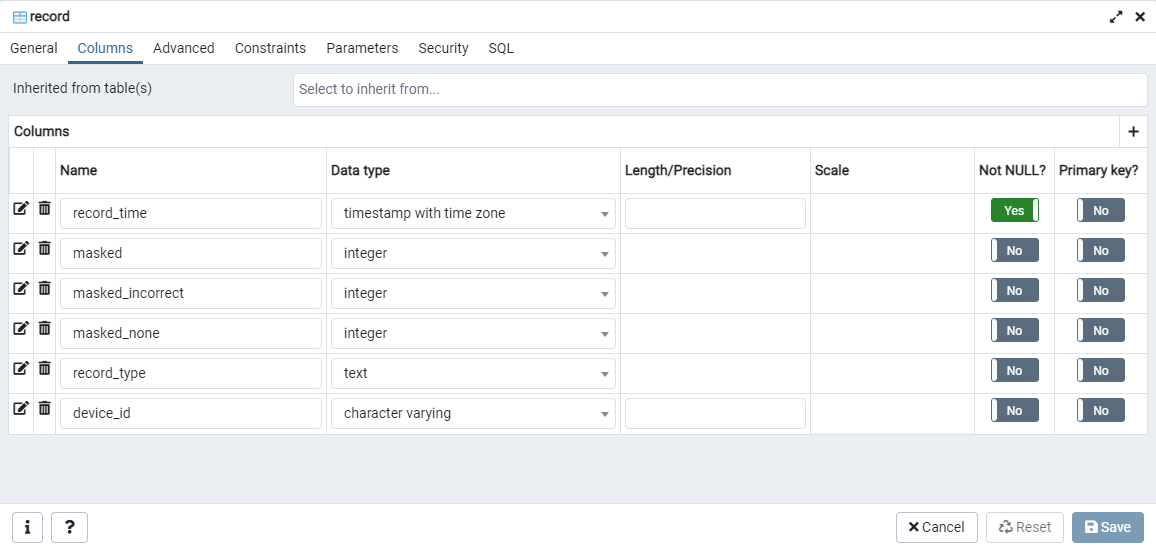 record
General Columns Advanced Constraints Parameters Security SQL
Inherited from table(s) Select to inherit from...
Columns
Name Data type Length/Precision Scale Not NULL? Primary key?
record_time timestamp with time zone Yes No
masked integer No No
masked_incorrect integer No No
masked_none integer No No
record_type text No No
device_id character varying No No
i ? Cancel Reset Save